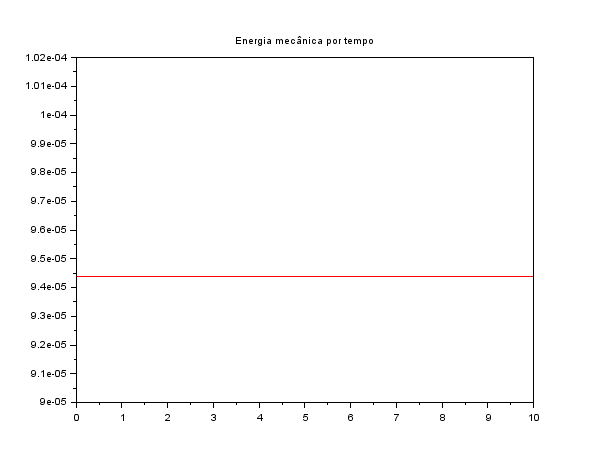 Energia mecânica por tempo
1.02e-04
1.01e-04
1e-04
9.9e-05
9.8e-05
9.7e-05
9.6e-05
9.5e-05
9.4e-05
9.3e-05
9.2e-05
9.1e-05
9e-05
0 1 2 3 4 5 6 7 8 9 10